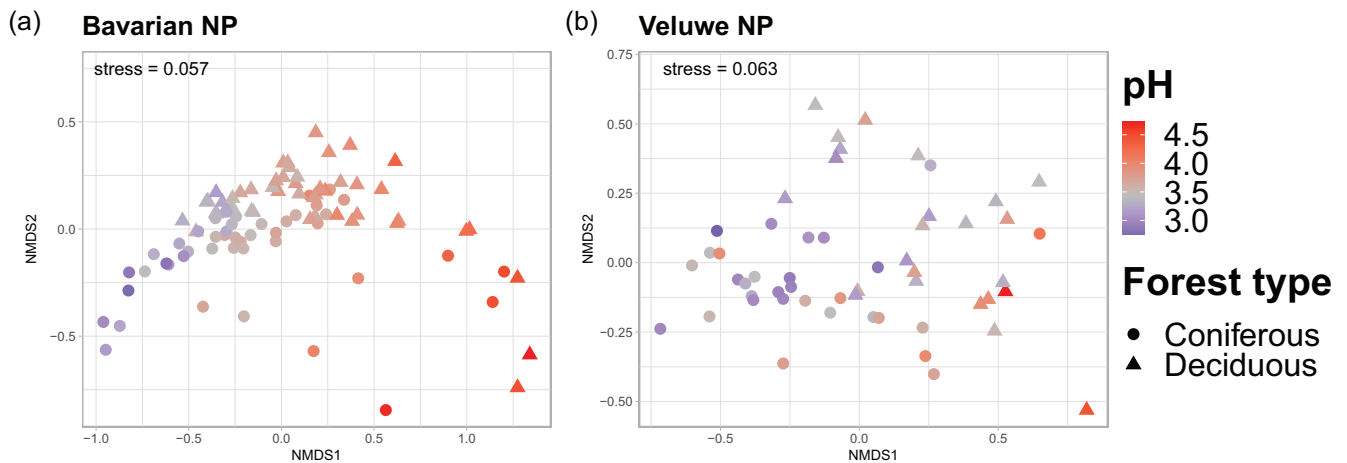 (a) Bavarian NP
stress = 0.057
NMDS2
0.5
0.0
−0.5
−1.0 −0.5 0.0 0.5 1.0
NMDS1
(b) Veluwe NP
stress = 0.063
NMDS2
0.75
0.50
0.25
0.00
−0.25
−0.50
−0.5 0.0 0.5
NMDS1
pH
4.5
4.0
3.5
3.0
Forest type
Coniferous
Deciduous